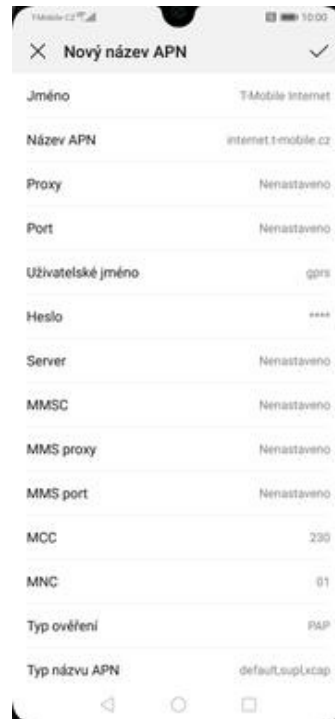 T-Mobile CZ 10:00
Nový název APN
Jméno T-Mobile Internet
Název APN internet.t-mobile.cz
Proxy Nenastaveno
Port Nenastaveno
Uživatelské jméno gprs
Heslo ****
Server Nenastaveno
MMSC Nenastaveno
MMS proxy Nenastaveno
MMS port Nenastaveno
MCC 230
MNC 01
Typ ověření PAP
Typ názvu APN default,supl,xcap